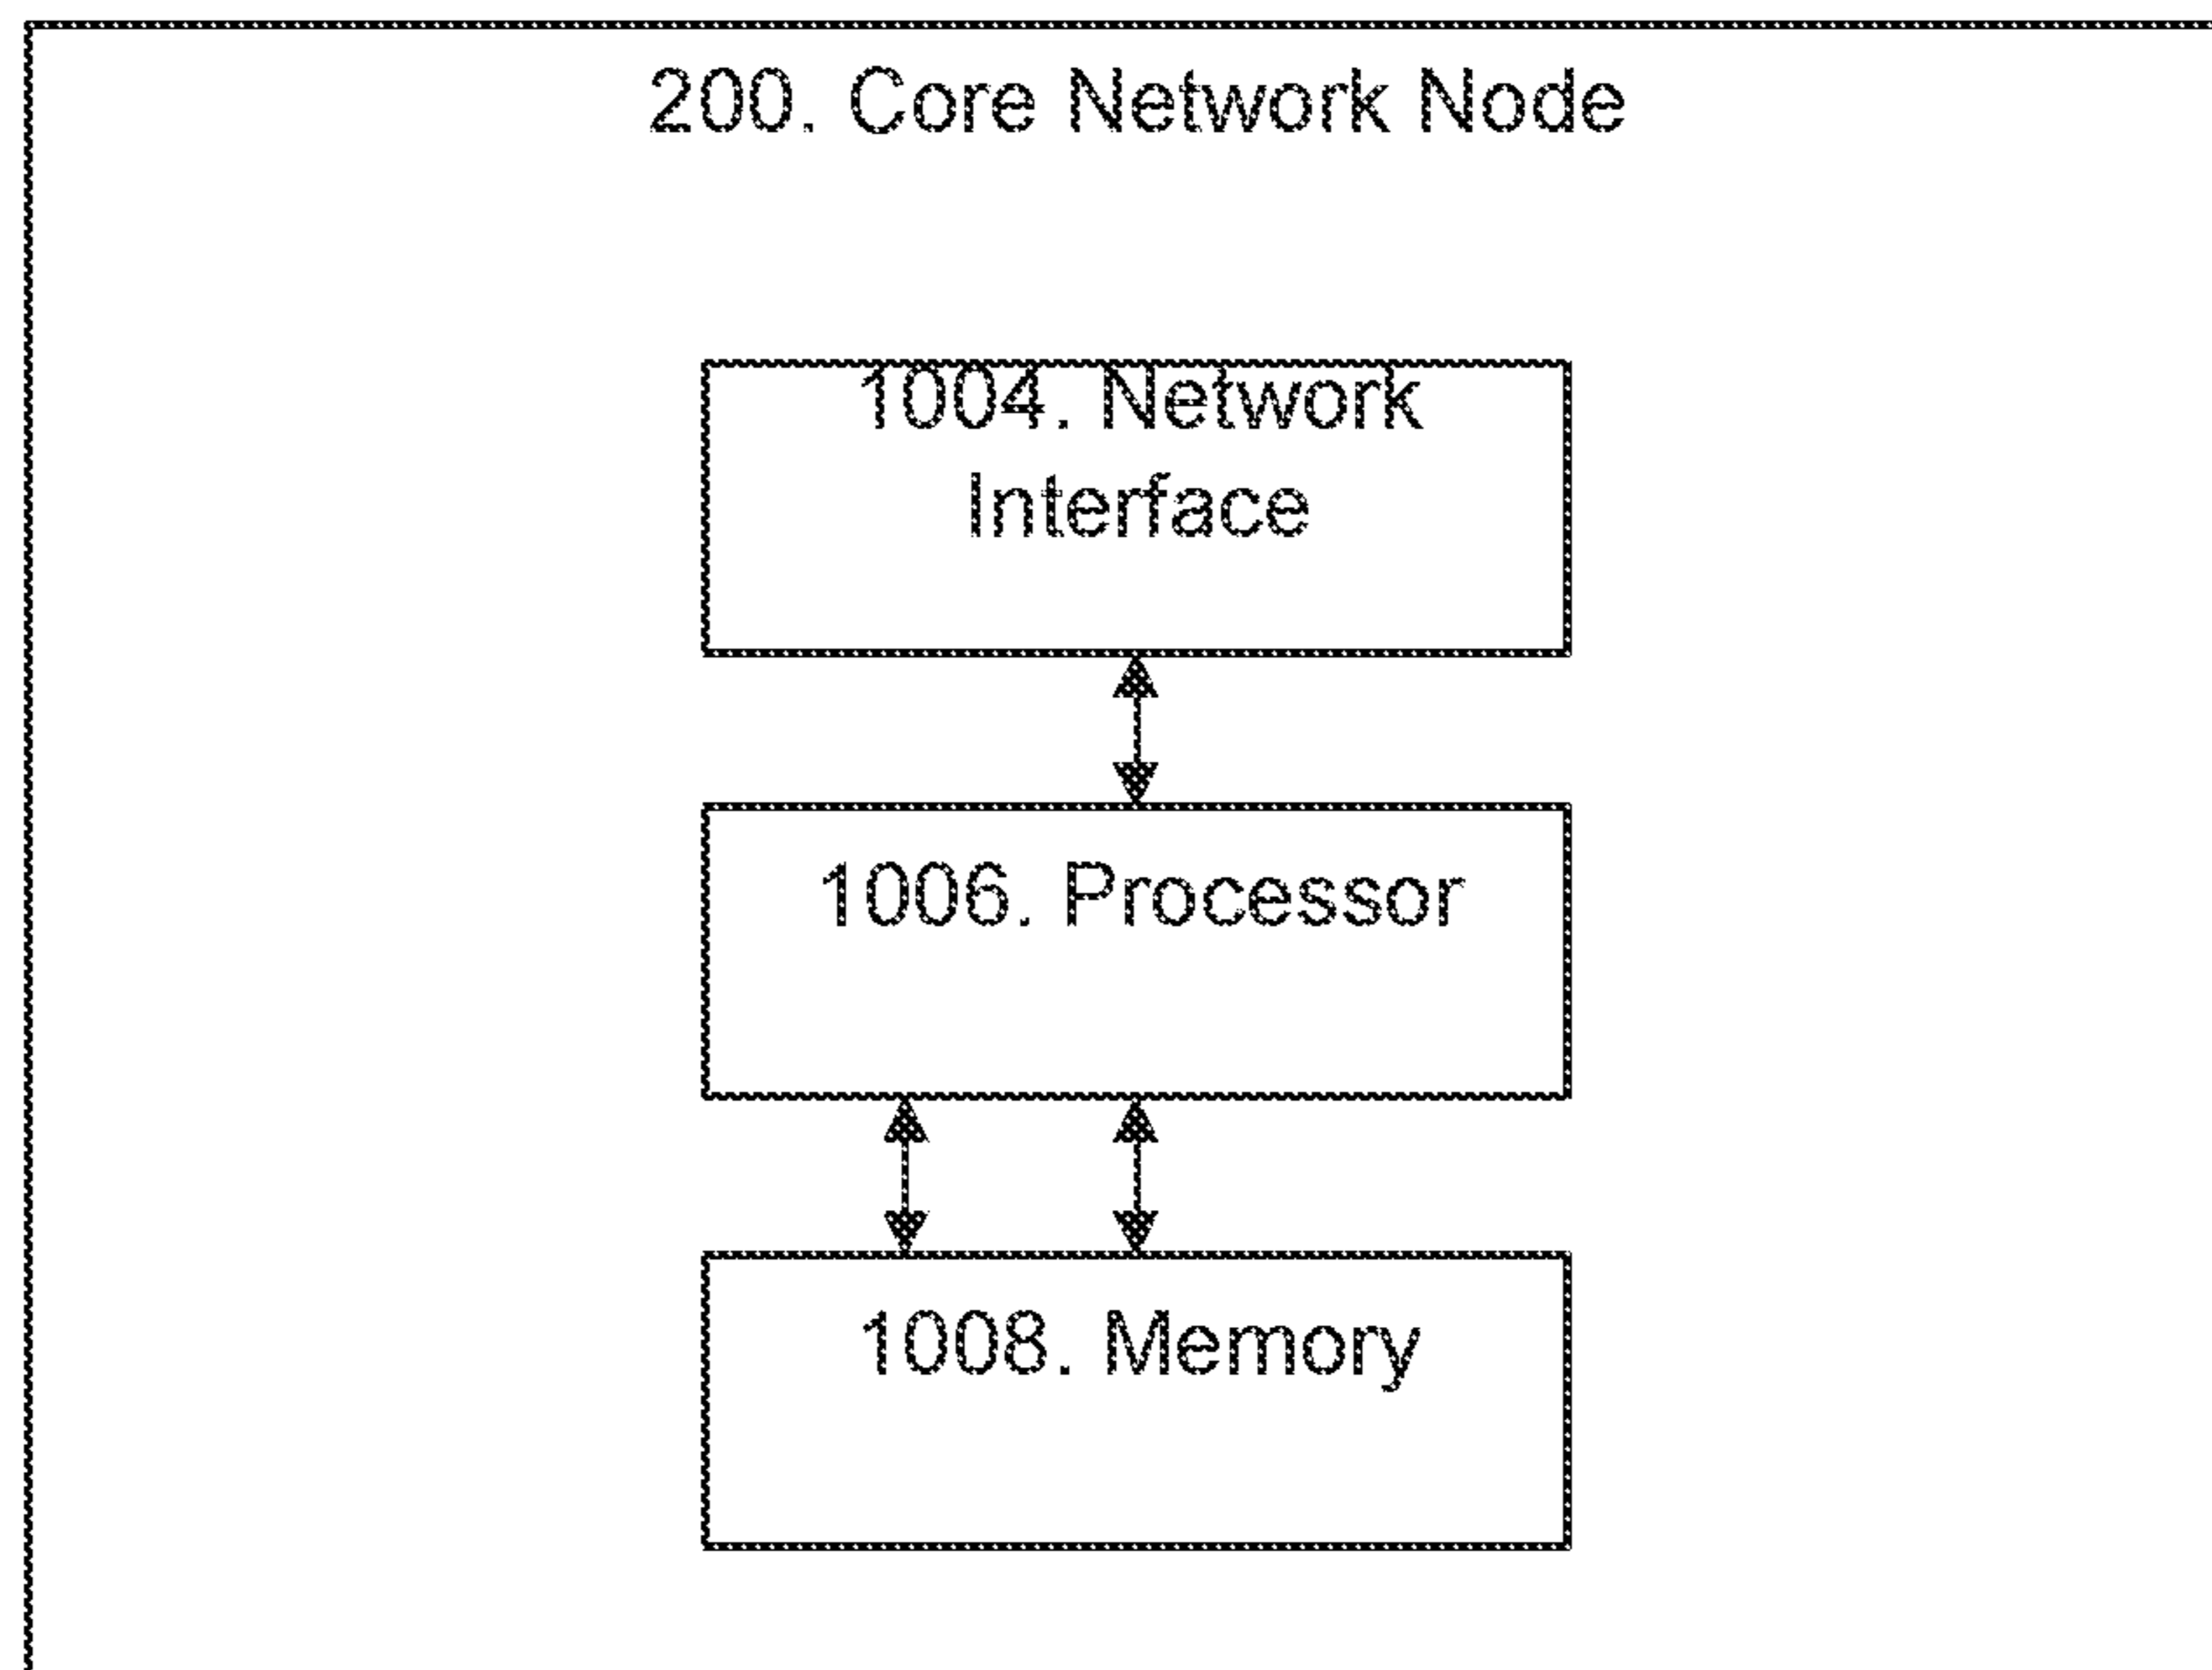 200. Core Network Node
1004. Network
Interface
1006. Processor
1008. Memory